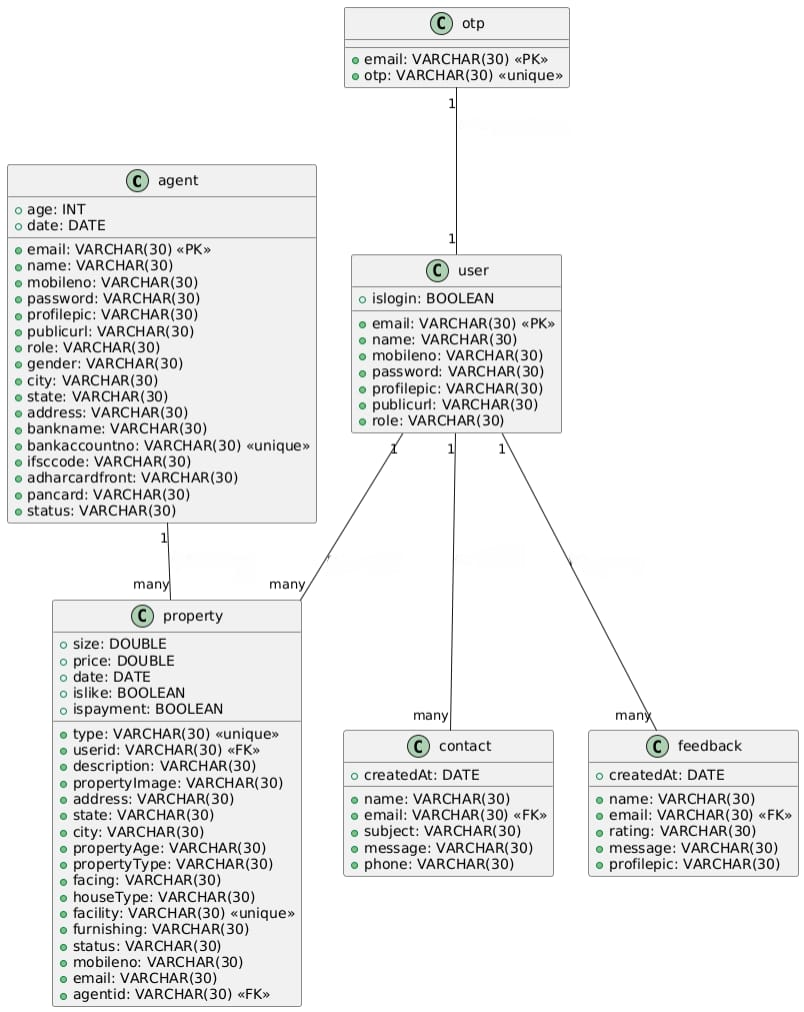 C otp
email: VARCHAR(30) «PK»
otp: VARCHAR(30) «unique»
1
1
C agent
age: INT
date: DATE
email: VARCHAR(30) «PK»
name: VARCHAR(30)
mobileno: VARCHAR(30)
password: VARCHAR(30)
profilepic: VARCHAR(30)
publicurl: VARCHAR(30)
role: VARCHAR(30)
gender: VARCHAR(30)
city: VARCHAR(30)
state: VARCHAR(30)
address: VARCHAR(30)
bankname: VARCHAR(30)
bankaccountno: VARCHAR(30) «unique»
ifsccode: VARCHAR(30)
adharcardfront: VARCHAR(30)
pancard: VARCHAR(30)
status: VARCHAR(30)
C user
islogin: BOOLEAN
email: VARCHAR(30) «PK»
name: VARCHAR(30)
mobileno: VARCHAR(30)
password: VARCHAR(30)
profilepic: VARCHAR(30)
publicurl: VARCHAR(30)
role: VARCHAR(30)
1
1
1
1
many
many
many
many
C property
size: DOUBLE
price: DOUBLE
date: DATE
islike: BOOLEAN
ispayment: BOOLEAN
type: VARCHAR(30) «unique»
userid: VARCHAR(30) «FK»
description: VARCHAR(30)
propertyImage: VARCHAR(30)
address: VARCHAR(30)
state: VARCHAR(30)
city: VARCHAR(30)
propertyAge: VARCHAR(30)
propertyType: VARCHAR(30)
facing: VARCHAR(30)
houseType: VARCHAR(30)
facility: VARCHAR(30) «unique»
furnishing: VARCHAR(30)
status: VARCHAR(30)
mobileno: VARCHAR(30)
email: VARCHAR(30)
agentid: VARCHAR(30) «FK»
C contact
createdAt: DATE
name: VARCHAR(30)
email: VARCHAR(30) «FK»
subject: VARCHAR(30)
message: VARCHAR(30)
phone: VARCHAR(30)
C feedback
createdAt: DATE
name: VARCHAR(30)
email: VARCHAR(30) «FK»
rating: VARCHAR(30)
message: VARCHAR(30)
profilepic: VARCHAR(30)